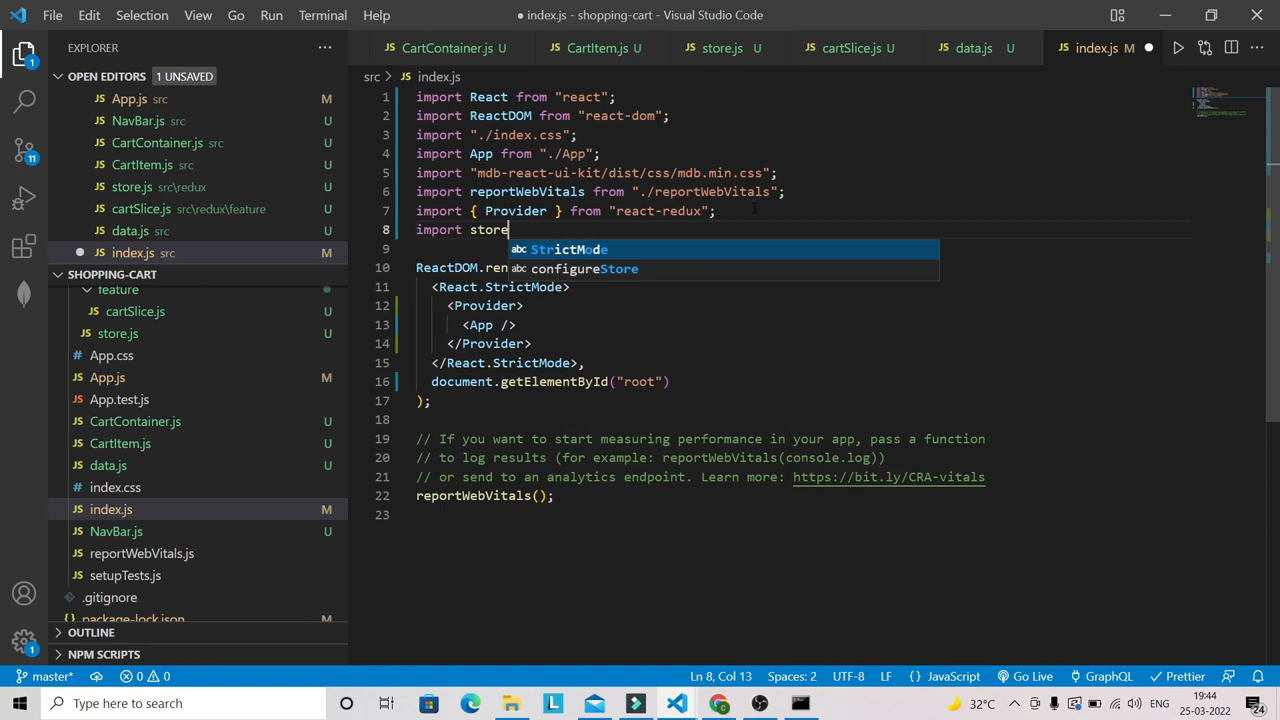 File Edit Selection View Go Run Terminal Help
● index.js - shopping-cart - Visual Studio Code
EXPLORER
JS CartContainer.js U
JS CartItem.js U
JS store.js U
JS cartSlice.js U
JS data.js U
JS index.js M
OPEN EDITORS 1 UNSAVED
JS App.js src M
JS NavBar.js src U
JS CartContainer.js src U
JS CartItem.js src U
JS store.js src\redux U
JS cartSlice.js src\redux\feature U
JS data.js src U
JS index.js src M
SHOPPING-CART
feature
JS cartSlice.js U
JS store.js U
# App.css
JS App.js M
JS App.test.js
JS CartContainer.js U
JS CartItem.js U
JS data.js U
# index.css
JS index.js M
JS NavBar.js U
JS reportWebVitals.js
JS setupTests.js
.gitignore
{} package-lock.json
OUTLINE
NPM SCRIPTS
1
11
1
src > JS index.js
1 import React from "react";
2 import ReactDOM from "react-dom";
3 import "./index.css";
4 import App from "./App";
5 import "mdb-react-ui-kit/dist/css/mdb.min.css";
6 import reportWebVitals from "./reportWebVitals";
7 import { Provider } from "react-redux";
8 import store
abc StrictMode
abc configureStore
9
10 ReactDOM.ren
11 <React.StrictMode>
12 <Provider>
13 <App />
14 </Provider>
15 </React.StrictMode>,
16 document.getElementById("root")
17 );
18
19 // If you want to start measuring performance in your app, pass a function
20 // to log results (for example: reportWebVitals(console.log))
21 // or send to an analytics endpoint. Learn more: https://bit.ly/CRA-vitals
22 reportWebVitals();
23
master* 0 0 Ln 8, Col 13 Spaces: 2 UTF-8 LF {} JavaScript Go Live GraphQL Prettier
Type here to search
L
32°C ENG 19:44
25-03-2022
24